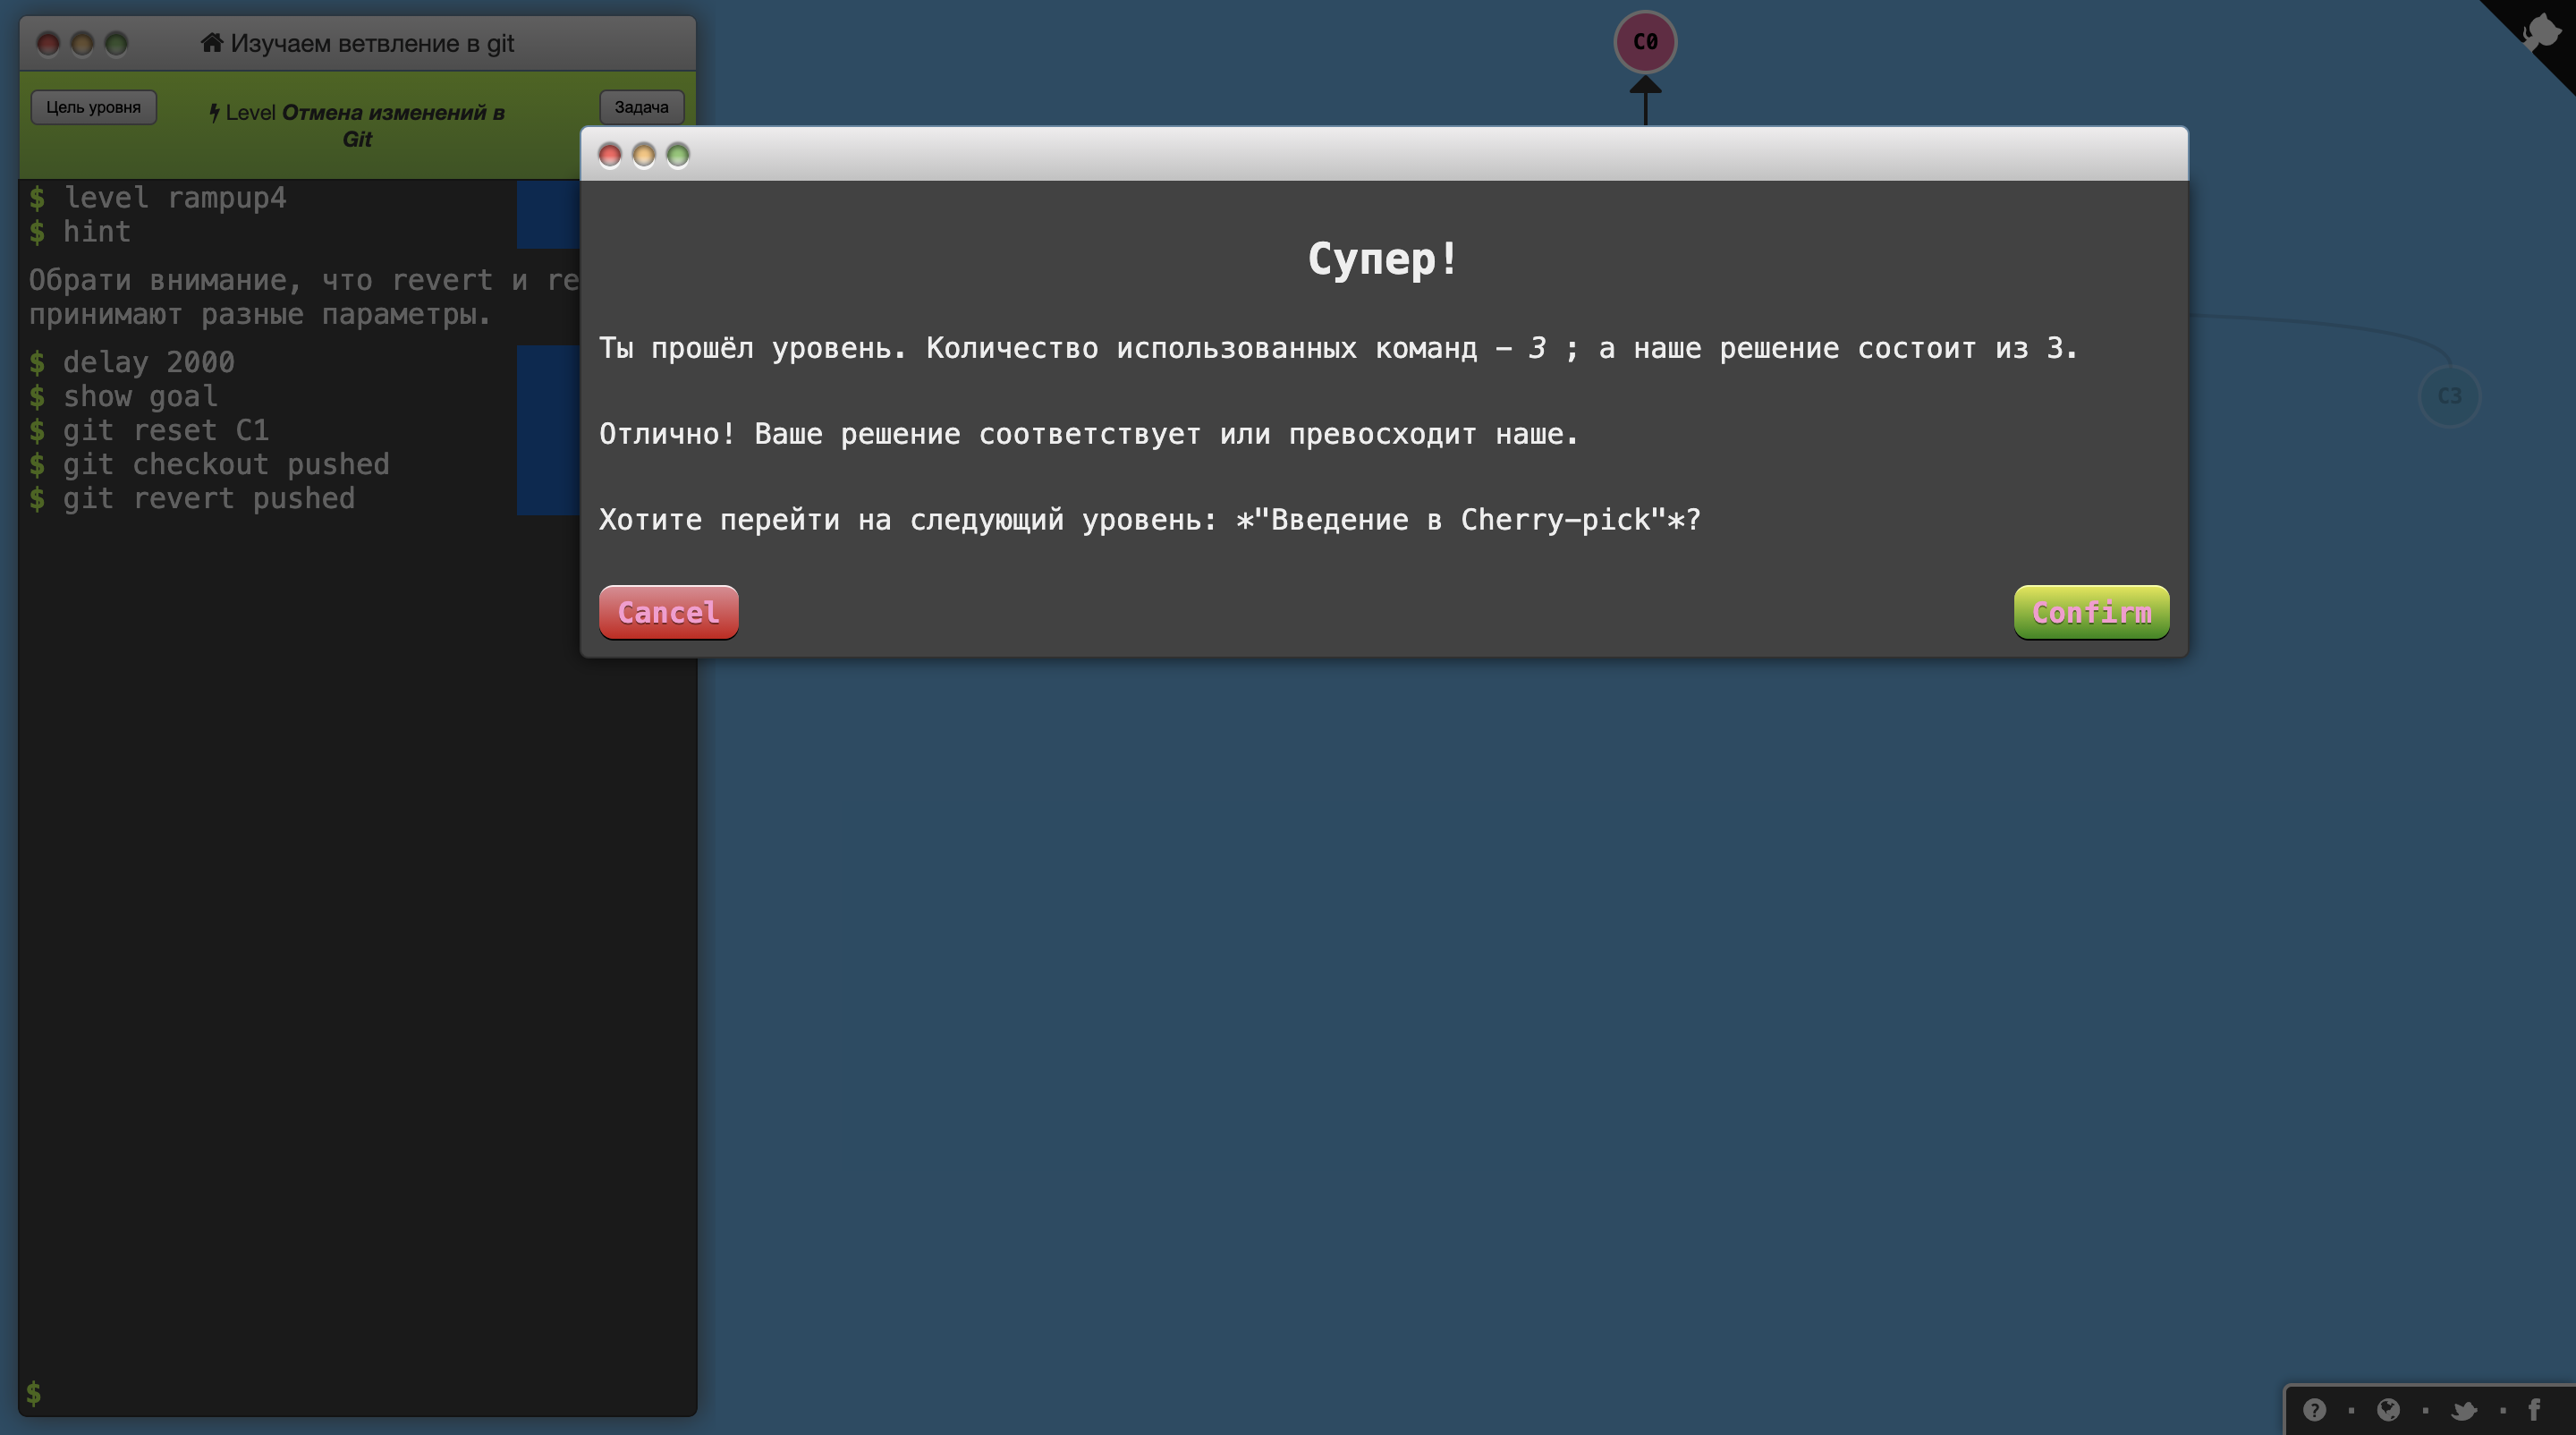 Изучаем ветвление в git
Цель уровня
Level Отмена изменений в
Git
Задача
$ level rampup4
$ hint
Обрати внимание, что revert и re
принимают разные параметры.
$ delay 2000
$ show goal
$ git reset C1
$ git checkout pushed
$ git revert pushed
$
C0
Супер!
Ты прошёл уровень. Количество использованных команд – 3 ; а наше решение состоит из 3.
Отлично! Ваше решение соответствует или превосходит наше.
Хотите перейти на следующий уровень: *"Введение в Cherry-pick"*?
Cancel
Confirm
C3